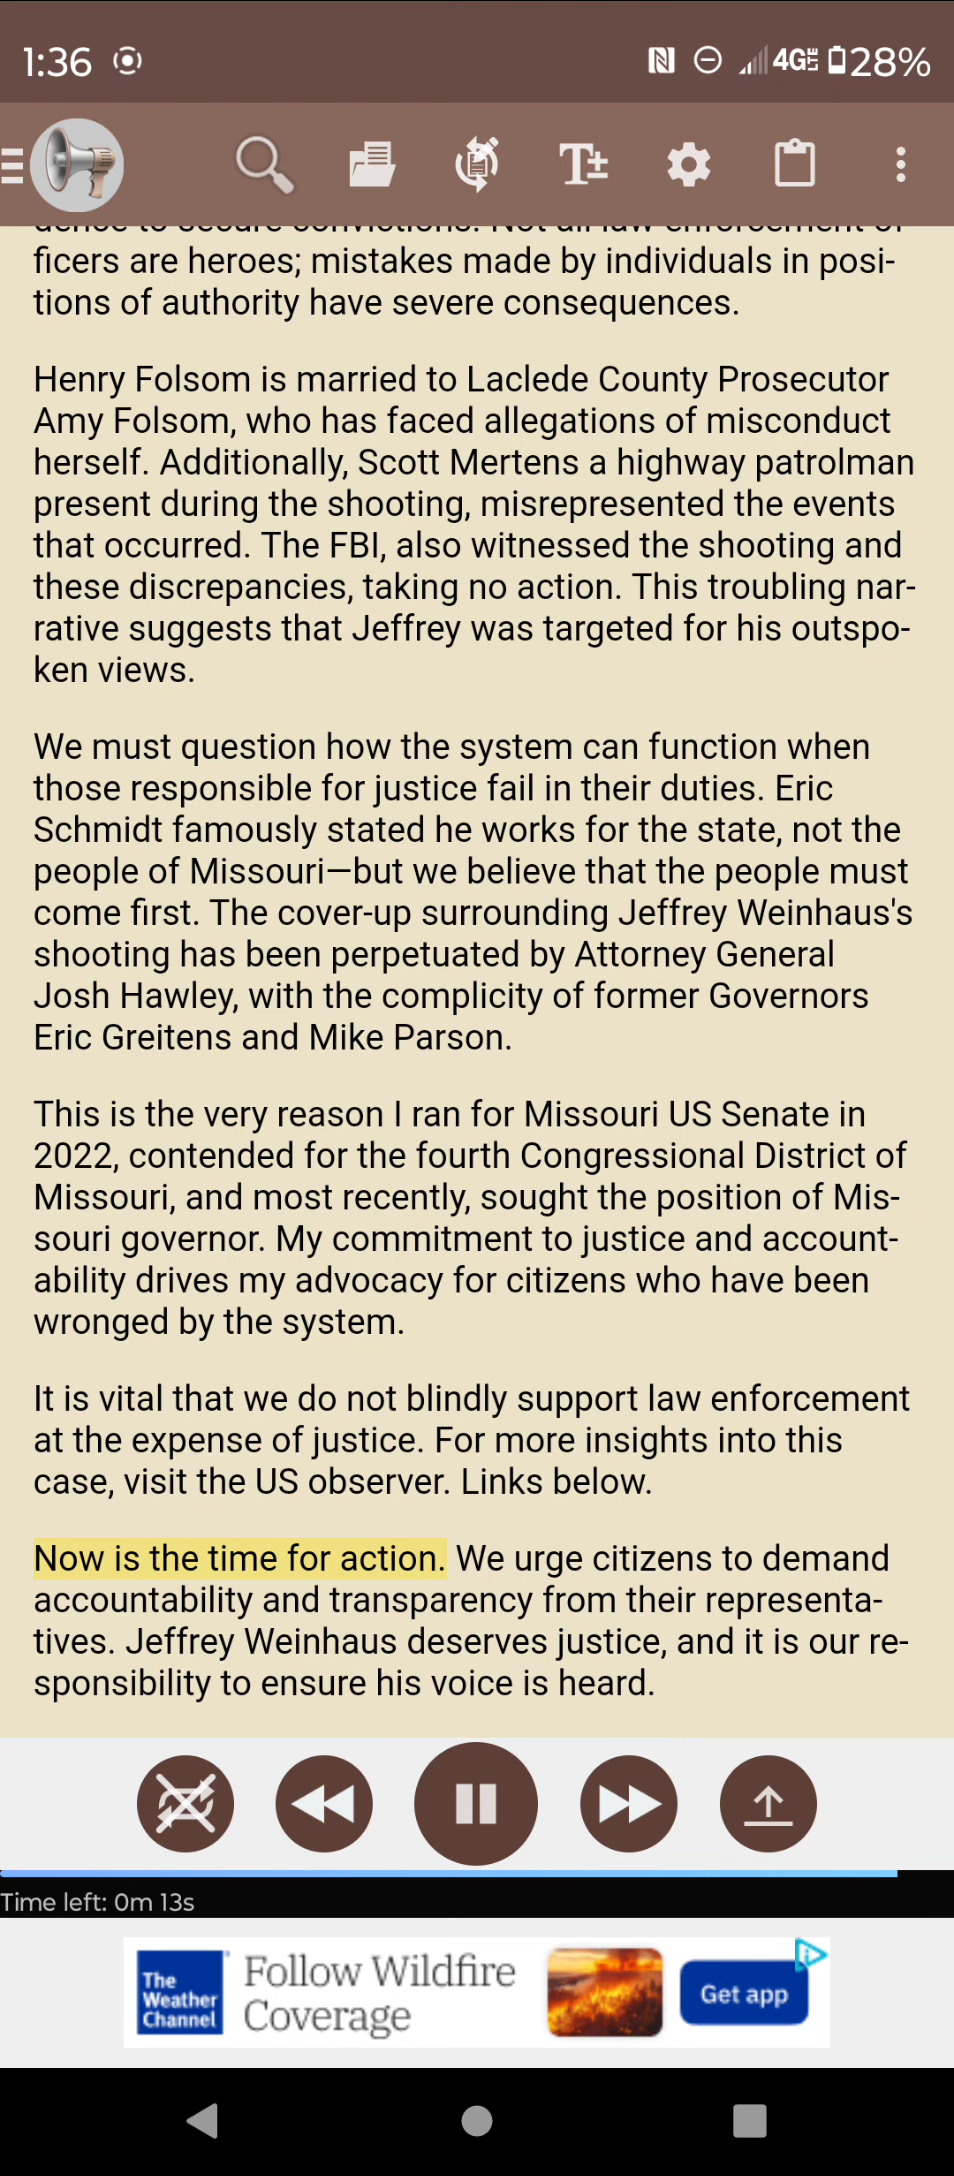 1:36
4G LTE 28%
T±
dence to secure convictions. Not all law enforcement of-
ficers are heroes; mistakes made by individuals in posi-
tions of authority have severe consequences.
Henry Folsom is married to Laclede County Prosecutor
Amy Folsom, who has faced allegations of misconduct
herself. Additionally, Scott Mertens a highway patrolman
present during the shooting, misrepresented the events
that occurred. The FBI, also witnessed the shooting and
these discrepancies, taking no action. This troubling nar-
rative suggests that Jeffrey was targeted for his outspo-
ken views.
We must question how the system can function when
those responsible for justice fail in their duties. Eric
Schmidt famously stated he works for the state, not the
people of Missouri—but we believe that the people must
come first. The cover-up surrounding Jeffrey Weinhaus's
shooting has been perpetuated by Attorney General
Josh Hawley, with the complicity of former Governors
Eric Greitens and Mike Parson.
This is the very reason I ran for Missouri US Senate in
2022, contended for the fourth Congressional District of
Missouri, and most recently, sought the position of Mis-
souri governor. My commitment to justice and account-
ability drives my advocacy for citizens who have been
wronged by the system.
It is vital that we do not blindly support law enforcement
at the expense of justice. For more insights into this
case, visit the US observer. Links below.
Now is the time for action. We urge citizens to demand
accountability and transparency from their representa-
tives. Jeffrey Weinhaus deserves justice, and it is our re-
sponsibility to ensure his voice is heard.
Time left: 0m 13s
The
Weather
Channel
Follow Wildfire
Coverage
Get app